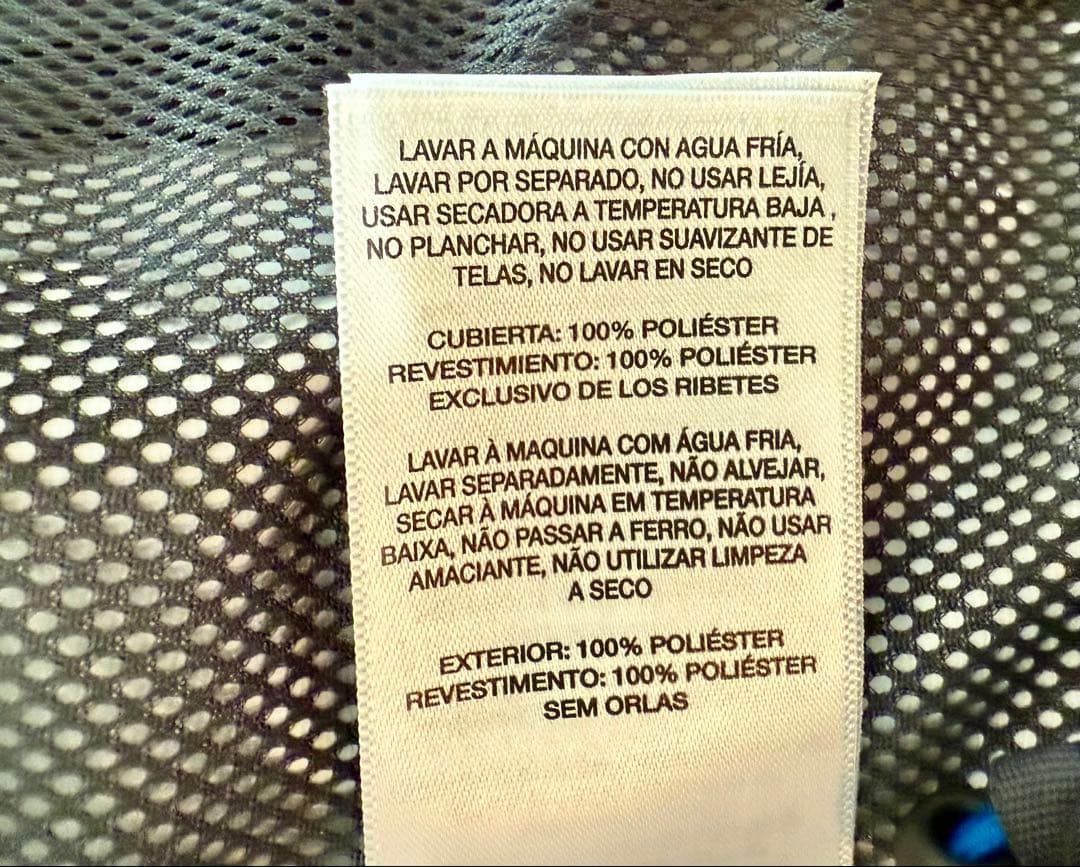 LAVAR A MÁQUINA CON AGUA FRÍA,
LAVAR POR SEPARADO, NO USAR LEJÍA,
USAR SECADORA A TEMPERATURA BAJA ,
NO PLANCHAR, NO USAR SUAVIZANTE DE
TELAS, NO LAVAR EN SECO
CUBIERTA: 100% POLIÉSTER
REVESTIMIENTO: 100% POLIÉSTER
EXCLUSIVO DE LOS RIBETES
LAVAR À MAQUINA COM ÁGUA FRIA,
LAVAR SEPARADAMENTE, NÃO ALVEJAR,
SECAR À MÁQUINA EM TEMPERATURA
BAIXA, NÃO PASSAR A FERRO, NÃO USAR
AMACIANTE, NÃO UTILIZAR LIMPEZA
A SECO
EXTERIOR: 100% POLIÉSTER
REVESTIMENTO: 100% POLIÉSTER
SEM ORLAS